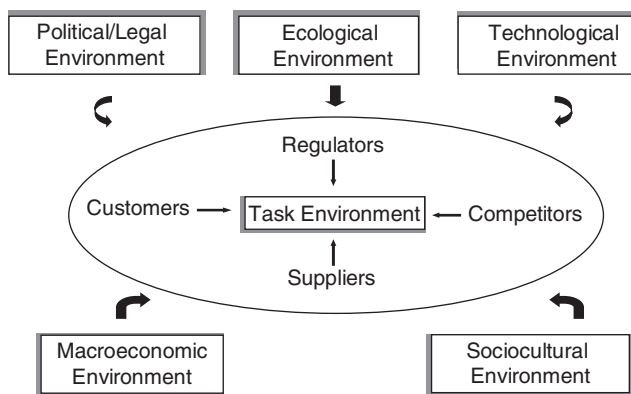 Political/Legal
Environment
Ecological
Environment
Technological
Environment
Regulators
Customers
Task Environment
Competitors
Suppliers
Macroeconomic
Environment
Sociocultural
Environment